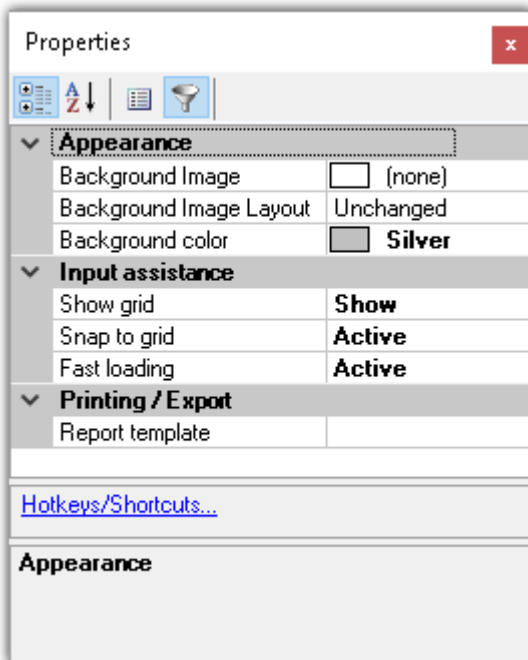 Properties
x
A
Z
Appearance
Background Image (none)
Background Image Layout Unchanged
Background color Silver
Input assistance
Show grid Show
Snap to grid Active
Fast loading Active
Printing / Export
Report template
Hotkeys/Shortcuts...
Appearance